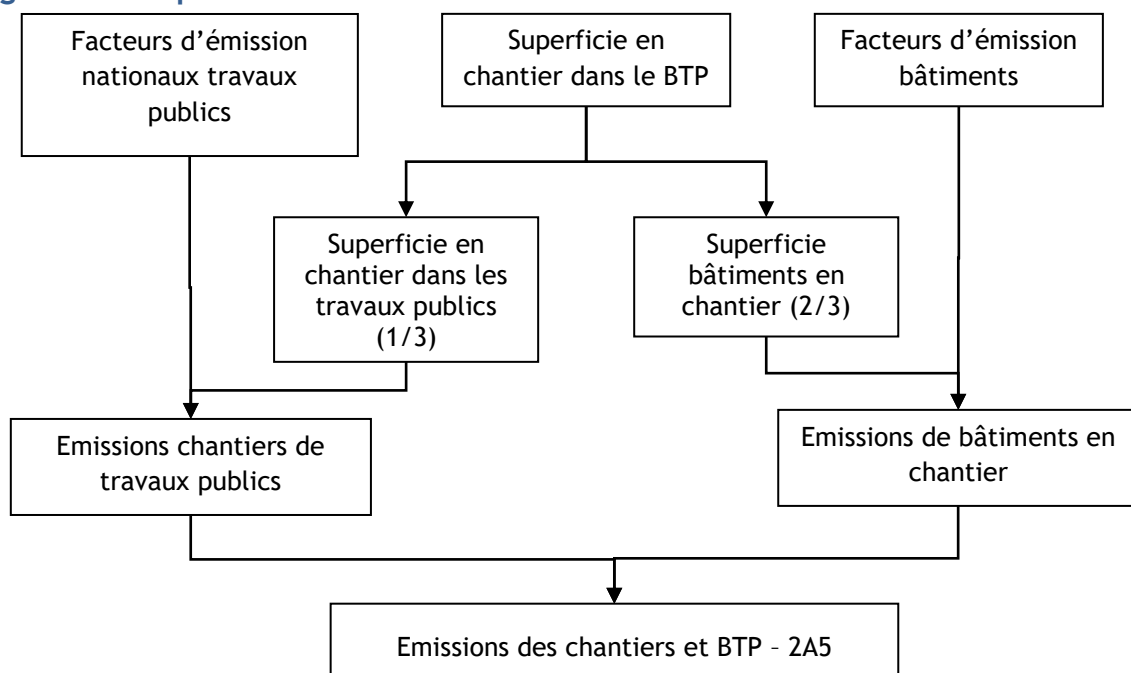 Facteurs d’émission
nationaux travaux
publics
Superficie en
chantier dans le BTP
Facteurs d’émission
bâtiments
Superficie en
chantier dans les
travaux publics
(1/3)
Superficie
bâtiments en
chantier (2/3)
Emissions chantiers de
travaux publics
Emissions de bâtiments en
chantier
Emissions des chantiers et BTP – 2A5